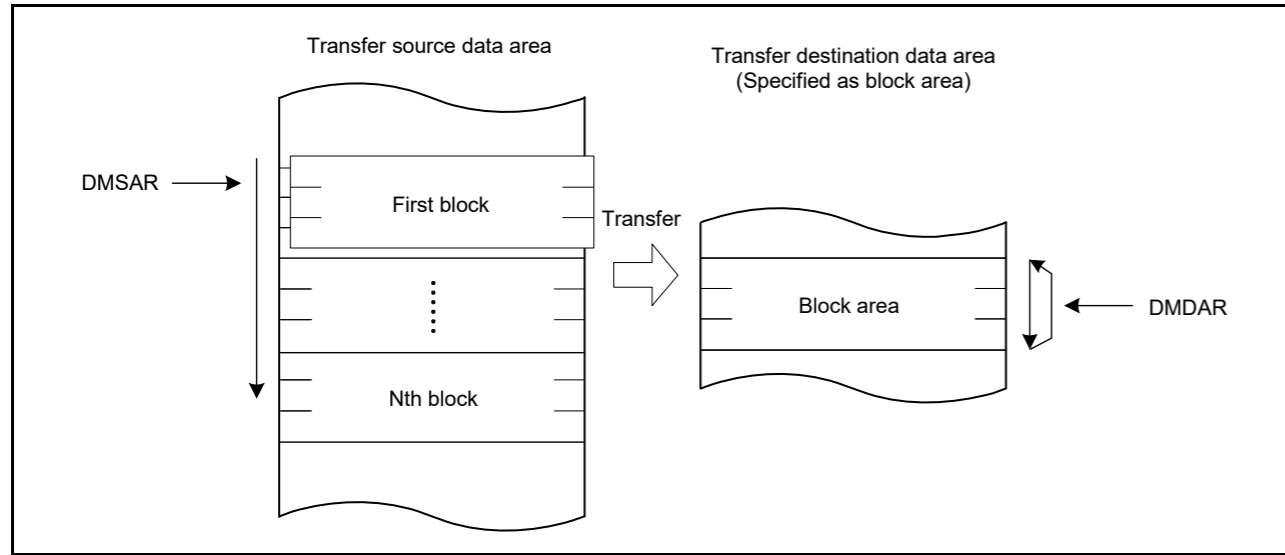 Transfer source data area
Transfer destination data area
(Specified as block area)
DMSAR
First block
Transfer
Block area
DMDAR
Nth block